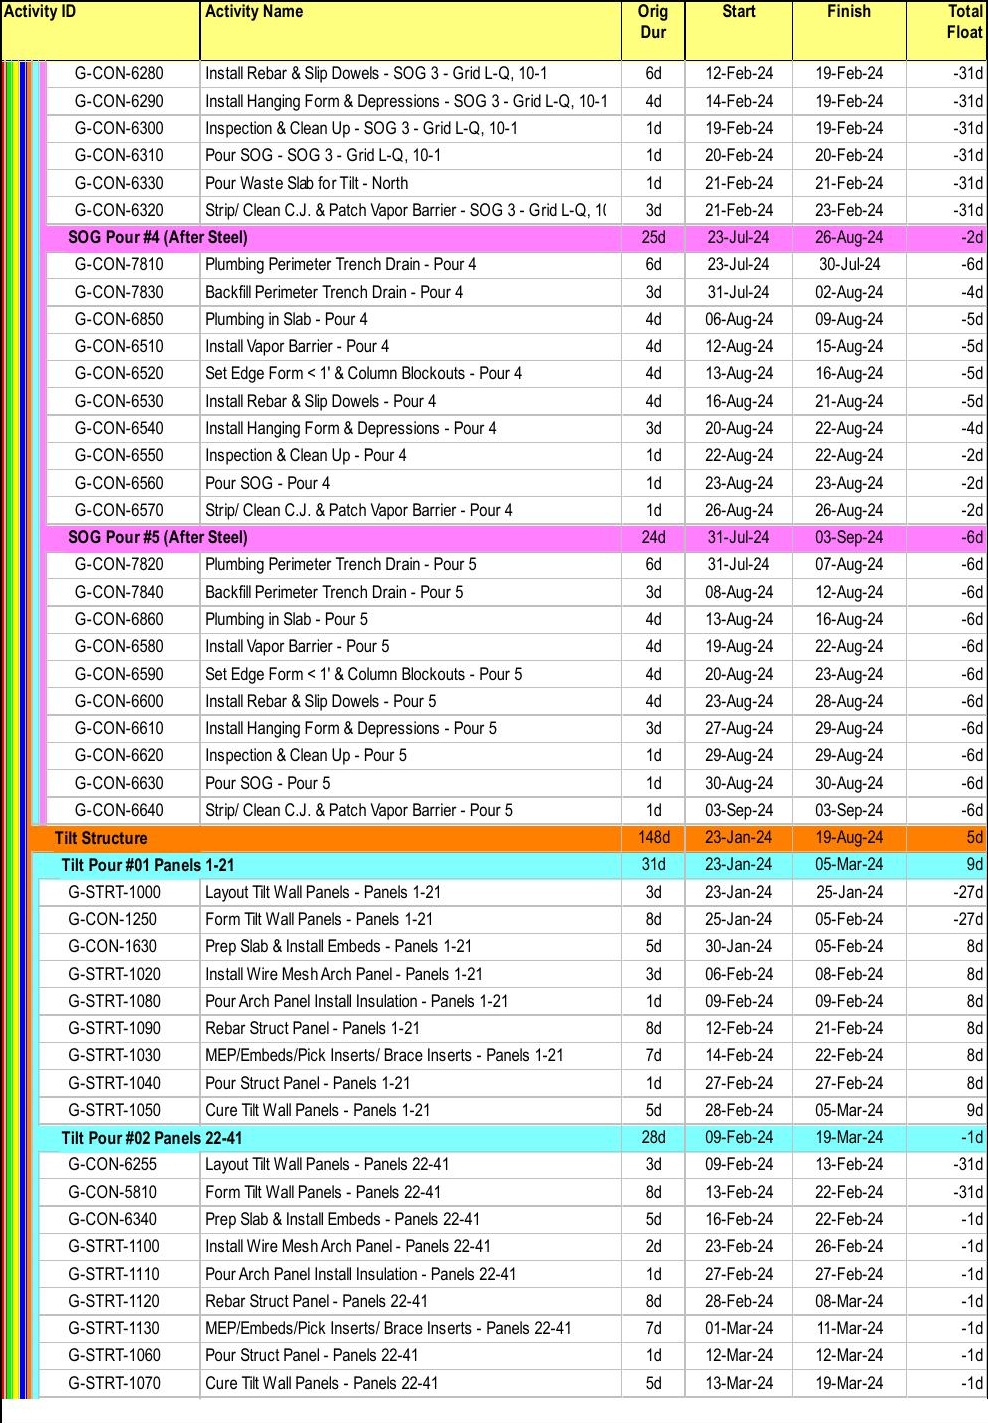 Activity ID Activity Name Orig Dur Start Finish Total Float
G-CON-6280 Install Rebar & Slip Dowels - SOG 3 - Grid L-Q, 10-1 6d 12-Feb-24 19-Feb-24 -31d
G-CON-6290 Install Hanging Form & Depressions - SOG 3 - Grid L-Q, 10-1 4d 14-Feb-24 19-Feb-24 -31d
G-CON-6300 Inspection & Clean Up - SOG 3 - Grid L-Q, 10-1 1d 19-Feb-24 19-Feb-24 -31d
G-CON-6310 Pour SOG - SOG 3 - Grid L-Q, 10-1 1d 20-Feb-24 20-Feb-24 -31d
G-CON-6330 Pour Waste Slab for Tilt - North 1d 21-Feb-24 21-Feb-24 -31d
G-CON-6320 Strip/ Clean C.J. & Patch Vapor Barrier - SOG 3 - Grid L-Q, 1( 3d 21-Feb-24 23-Feb-24 -31d
SOG Pour #4 (After Steel) 25d 23-Jul-24 26-Aug-24 -2d
G-CON-7810 Plumbing Perimeter Trench Drain - Pour 4 6d 23-Jul-24 30-Jul-24 -6d
G-CON-7830 Backfill Perimeter Trench Drain - Pour 4 3d 31-Jul-24 02-Aug-24 -4d
G-CON-6850 Plumbing in Slab - Pour 4 4d 06-Aug-24 09-Aug-24 -5d
G-CON-6510 Install Vapor Barrier - Pour 4 4d 12-Aug-24 15-Aug-24 -5d
G-CON-6520 Set Edge Form < 1' & Column Blockouts - Pour 4 4d 13-Aug-24 16-Aug-24 -5d
G-CON-6530 Install Rebar & Slip Dowels - Pour 4 4d 16-Aug-24 21-Aug-24 -5d
G-CON-6540 Install Hanging Form & Depressions - Pour 4 3d 20-Aug-24 22-Aug-24 -4d
G-CON-6550 Inspection & Clean Up - Pour 4 1d 22-Aug-24 22-Aug-24 -2d
G-CON-6560 Pour SOG - Pour 4 1d 23-Aug-24 23-Aug-24 -2d
G-CON-6570 Strip/ Clean C.J. & Patch Vapor Barrier - Pour 4 1d 26-Aug-24 26-Aug-24 -2d
SOG Pour #5 (After Steel) 24d 31-Jul-24 03-Sep-24 -6d
G-CON-7820 Plumbing Perimeter Trench Drain - Pour 5 6d 31-Jul-24 07-Aug-24 -6d
G-CON-7840 Backfill Perimeter Trench Drain - Pour 5 3d 08-Aug-24 12-Aug-24 -6d
G-CON-6860 Plumbing in Slab - Pour 5 4d 13-Aug-24 16-Aug-24 -6d
G-CON-6580 Install Vapor Barrier - Pour 5 4d 19-Aug-24 22-Aug-24 -6d
G-CON-6590 Set Edge Form < 1' & Column Blockouts - Pour 5 4d 20-Aug-24 23-Aug-24 -6d
G-CON-6600 Install Rebar & Slip Dowels - Pour 5 4d 23-Aug-24 28-Aug-24 -6d
G-CON-6610 Install Hanging Form & Depressions - Pour 5 3d 27-Aug-24 29-Aug-24 -6d
G-CON-6620 Inspection & Clean Up - Pour 5 1d 29-Aug-24 29-Aug-24 -6d
G-CON-6630 Pour SOG - Pour 5 1d 30-Aug-24 30-Aug-24 -6d
G-CON-6640 Strip/ Clean C.J. & Patch Vapor Barrier - Pour 5 1d 03-Sep-24 03-Sep-24 -6d
Tilt Structure 148d 23-Jan-24 19-Aug-24 5d
Tilt Pour #01 Panels 1-21 31d 23-Jan-24 05-Mar-24 9d
G-STRT-1000 Layout Tilt Wall Panels - Panels 1-21 3d 23-Jan-24 25-Jan-24 -27d
G-CON-1250 Form Tilt Wall Panels - Panels 1-21 8d 25-Jan-24 05-Feb-24 -27d
G-CON-1630 Prep Slab & Install Embeds - Panels 1-21 5d 30-Jan-24 05-Feb-24 8d
G-STRT-1020 Install Wire Mesh Arch Panel - Panels 1-21 3d 06-Feb-24 08-Feb-24 8d
G-STRT-1080 Pour Arch Panel Install Insulation - Panels 1-21 1d 09-Feb-24 09-Feb-24 8d
G-STRT-1090 Rebar Struct Panel - Panels 1-21 8d 12-Feb-24 21-Feb-24 8d
G-STRT-1030 MEP/Embeds/Pick Inserts/ Brace Inserts - Panels 1-21 7d 14-Feb-24 22-Feb-24 8d
G-STRT-1040 Pour Struct Panel - Panels 1-21 1d 27-Feb-24 27-Feb-24 8d
G-STRT-1050 Cure Tilt Wall Panels - Panels 1-21 5d 28-Feb-24 05-Mar-24 9d
Tilt Pour #02 Panels 22-41 28d 09-Feb-24 19-Mar-24 -1d
G-CON-6255 Layout Tilt Wall Panels - Panels 22-41 3d 09-Feb-24 13-Feb-24 -31d
G-CON-5810 Form Tilt Wall Panels - Panels 22-41 8d 13-Feb-24 22-Feb-24 -31d
G-CON-6340 Prep Slab & Install Embeds - Panels 22-41 5d 16-Feb-24 22-Feb-24 -1d
G-STRT-1100 Install Wire Mesh Arch Panel - Panels 22-41 2d 23-Feb-24 26-Feb-24 -1d
G-STRT-1110 Pour Arch Panel Install Insulation - Panels 22-41 1d 27-Feb-24 27-Feb-24 -1d
G-STRT-1120 Rebar Struct Panel - Panels 22-41 8d 28-Feb-24 08-Mar-24 -1d
G-STRT-1130 MEP/Embeds/Pick Inserts/ Brace Inserts - Panels 22-41 7d 01-Mar-24 11-Mar-24 -1d
G-STRT-1060 Pour Struct Panel - Panels 22-41 1d 12-Mar-24 12-Mar-24 -1d
G-STRT-1070 Cure Tilt Wall Panels - Panels 22-41 5d 13-Mar-24 19-Mar-24 -1d